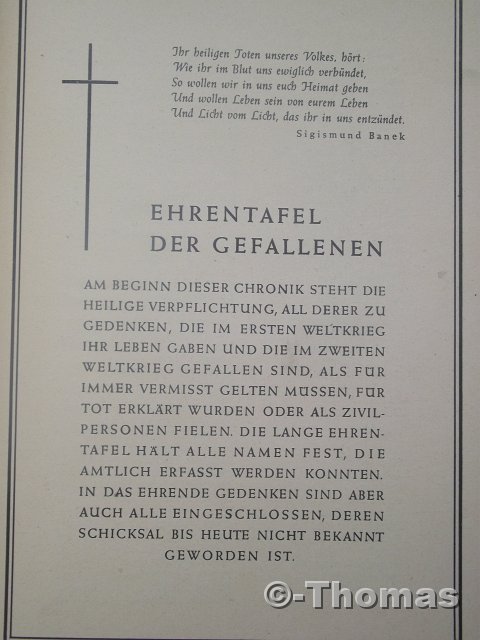 Ihr heiligen Toten unseres Volkes, hört:
Wie ihr im Blut uns ewiglich verbündet,
So wollen wir in uns euch Heimat geben
Und wollen Leben sein von eurem Leben
Und Licht vom Licht, das ihr in uns entzündet.
Sigismund Banek
EHRENTAFEL
DER GEFALLENEN
AM BEGINN DIESER CHRONIK STEHT DIE
HEILIGE VERPFLICHTUNG, ALL DERER ZU
GEDENKEN, DIE IM ERSTEN WELTKRIEG
IHR LEBEN GABEN UND DIE IM ZWEITEN
WELTKRIEG GEFALLEN SIND, ALS FÜR
IMMER VERMISST GELTEN MÜSSEN, FÜR
TOT ERKLÄRT WURDEN ODER ALS ZIVIL-
PERSONEN FIELEN. DIE LANGE EHREN-
TAFEL HÄLT ALLE NAMEN FEST, DIE
AMTLICH ERFASST WERDEN KONNTEN.
IN DAS EHRENDE GEDENKEN SIND ABER
AUCH ALLE EINGESCHLOSSEN, DEREN
SCHICKSAL BIS HEUTE NICHT BEKANNT
GEWORDEN IST.
©-Thomas